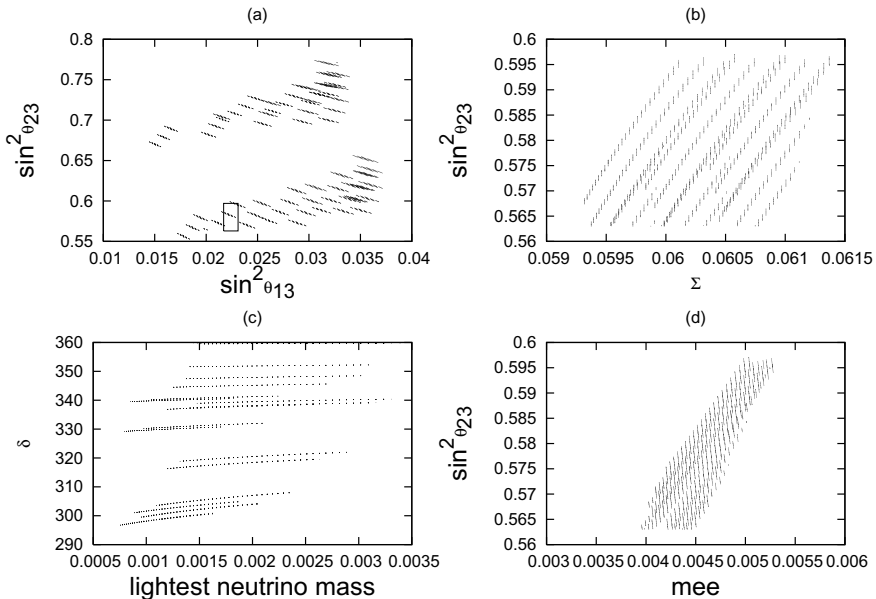 (a)
0.8
0.75
0.7
0.65
0.6
0.55
0.01 0.015 0.02 0.025 0.03 0.035 0.04
sin²θ23
sin²θ13
(b)
0.6
0.595
0.59
0.585
0.58
0.575
0.57
0.565
0.56
0.059 0.0595 0.06 0.0605 0.061 0.0615
sin²θ23
Σ
(c)
360
350
340
330
320
310
300
290
0.0005 0.001 0.0015 0.002 0.0025 0.003 0.0035
δ
lightest neutrino mass
(d)
0.6
0.595
0.59
0.585
0.58
0.575
0.57
0.565
0.56
0.003 0.0035 0.004 0.0045 0.005 0.0055 0.006
sin²θ23
mee